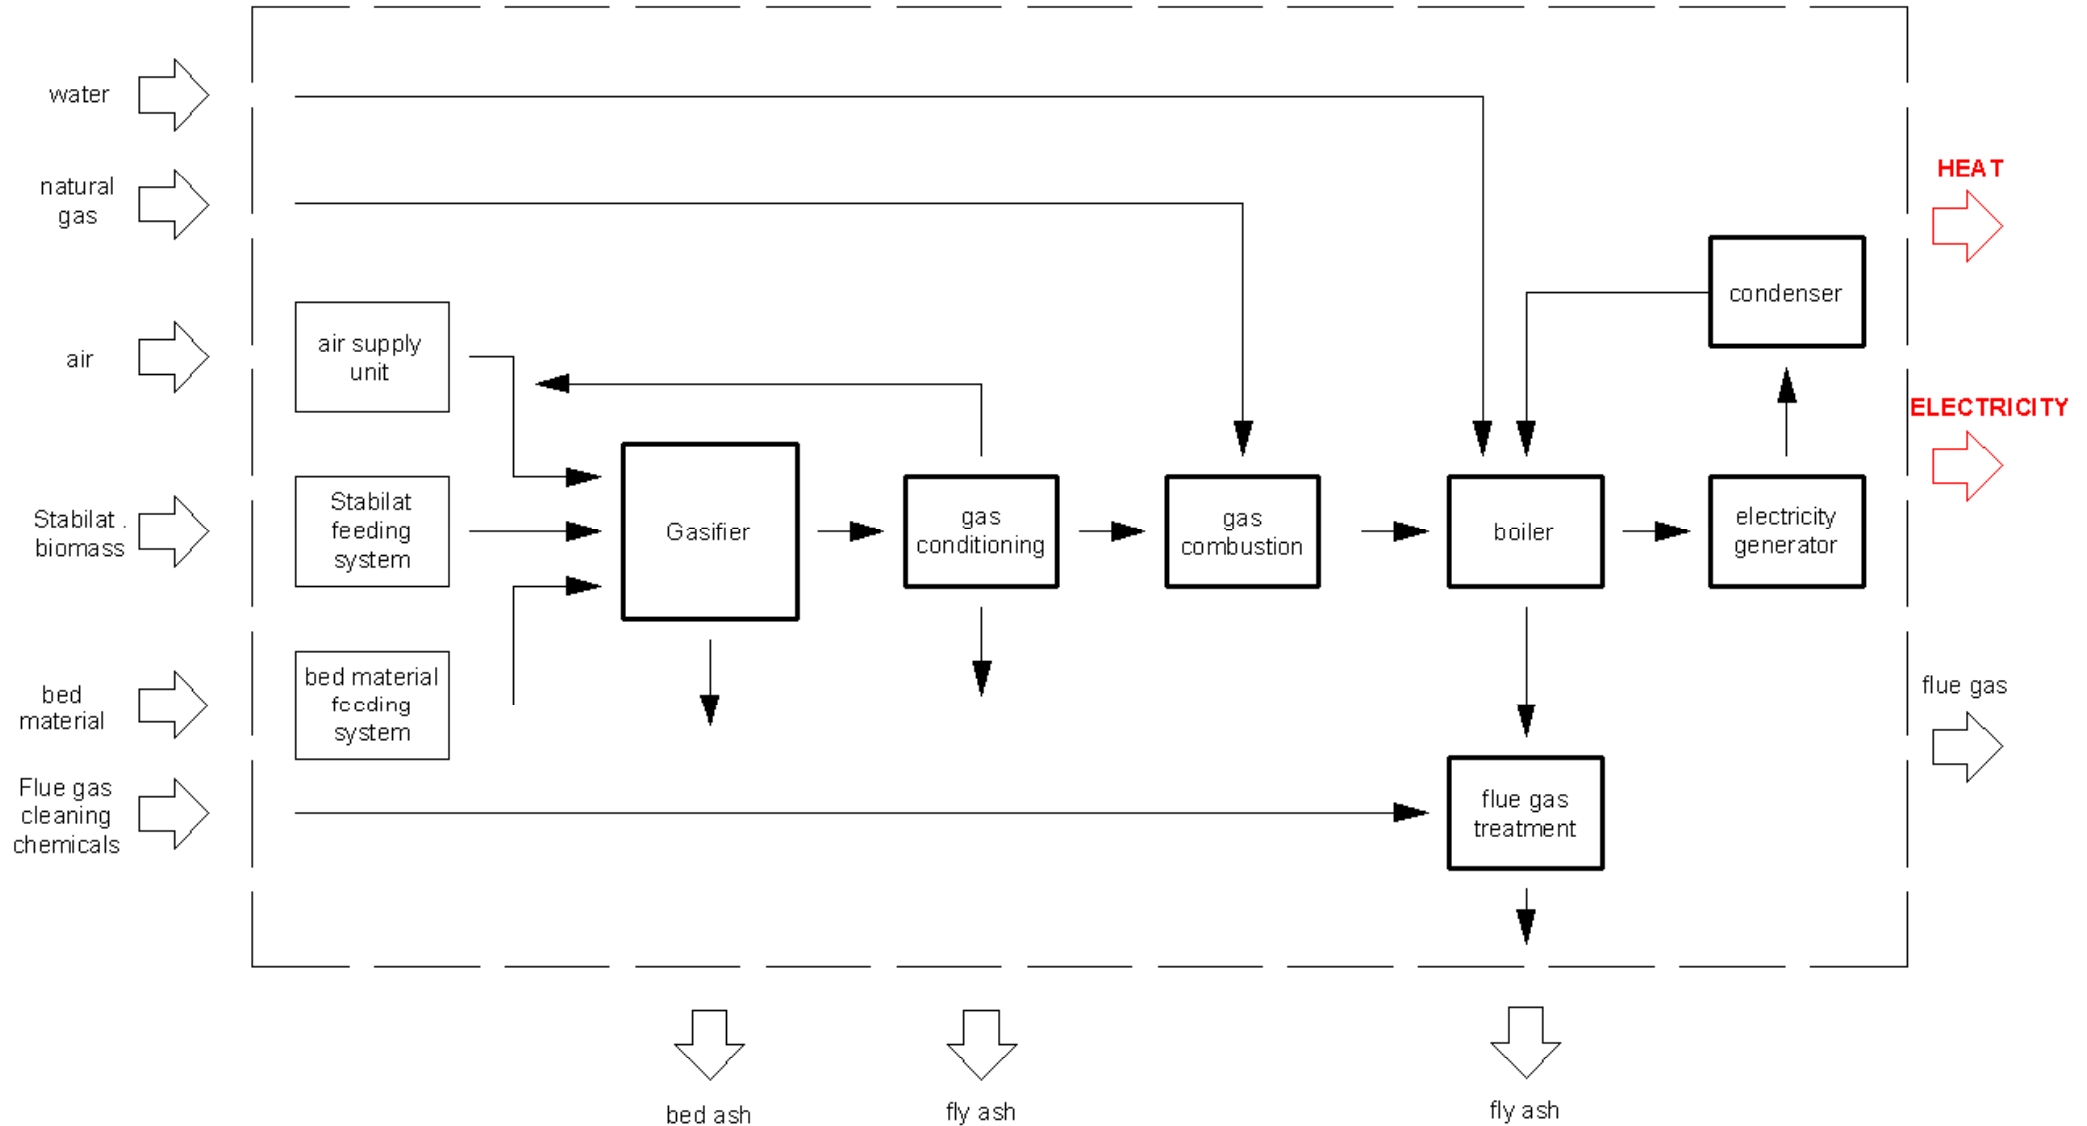 water
natural
gas
air
Stabilat .
biomass
bed
material
Flue gas
cleaning
chemicals
air supply
unit
Stabilat
feeding
system
bed material
feeding
system
Gasifier
gas
conditioning
gas
combustion
boiler
electricity
generator
condenser
flue gas
treatment
HEAT
ELECTRICITY
flue gas
bed ash
fly ash
fly ash